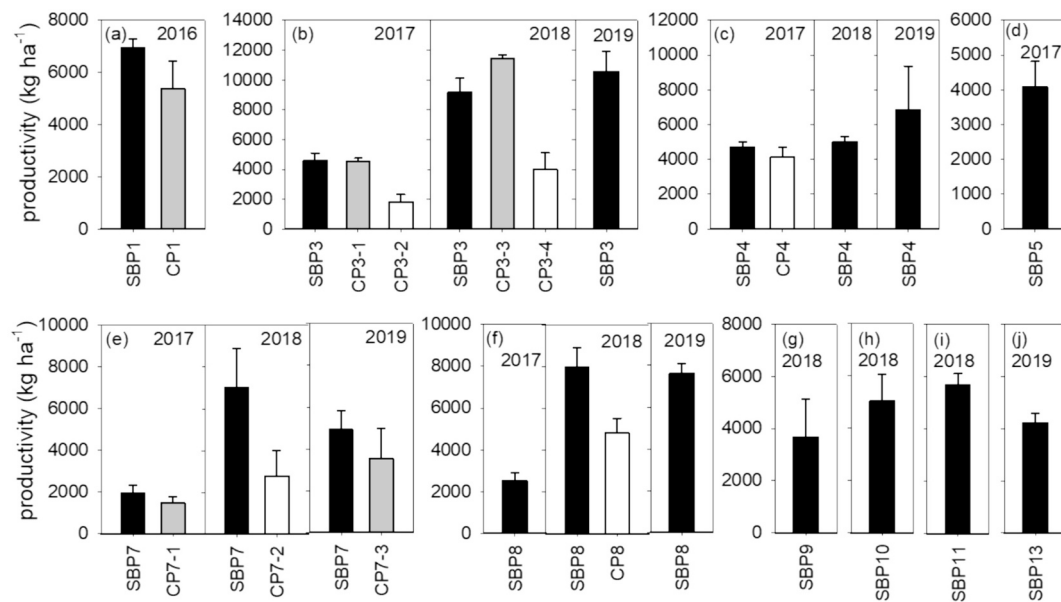 productivity (kg ha⁻¹)
8000
6000
4000
2000
0
(a) 2016
SBP1
CP1
14000
12000
10000
8000
6000
4000
2000
0
(b) 2017
SBP3
CP3-1
CP3-2
2018
SBP3
CP3-3
CP3-4
2019
SBP3
12000
10000
8000
6000
4000
2000
0
(c) 2017
SBP4
CP4
2018
SBP4
2019
SBP4
6000
5000
4000
3000
2000
1000
0
(d)
2017
SBP5
productivity (kg ha⁻¹)
10000
8000
6000
4000
2000
0
(e) 2017
SBP7
CP7-1
2018
SBP7
CP7-2
2019
SBP7
CP7-3
10000
8000
6000
4000
2000
0
(f)
2017
SBP8
2018
SBP8
CP8
2019
SBP8
8000
6000
4000
2000
0
(g)
2018
SBP9
(h)
2018
SBP10
(i)
2018
SBP11
(j)
2019
SBP13